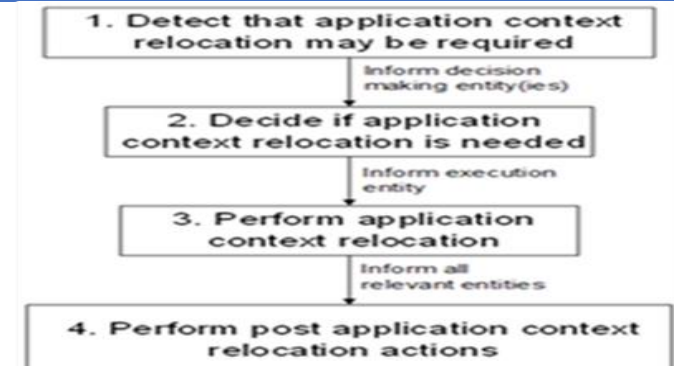 1. Detect that application context
relocation may be required
Inform decision
making entity(ies)
2. Decide if application
context relocation is needed
Inform execution
entity
3. Perform application
context relocation
Inform all
relevant entities
4. Perform post application context
relocation actions